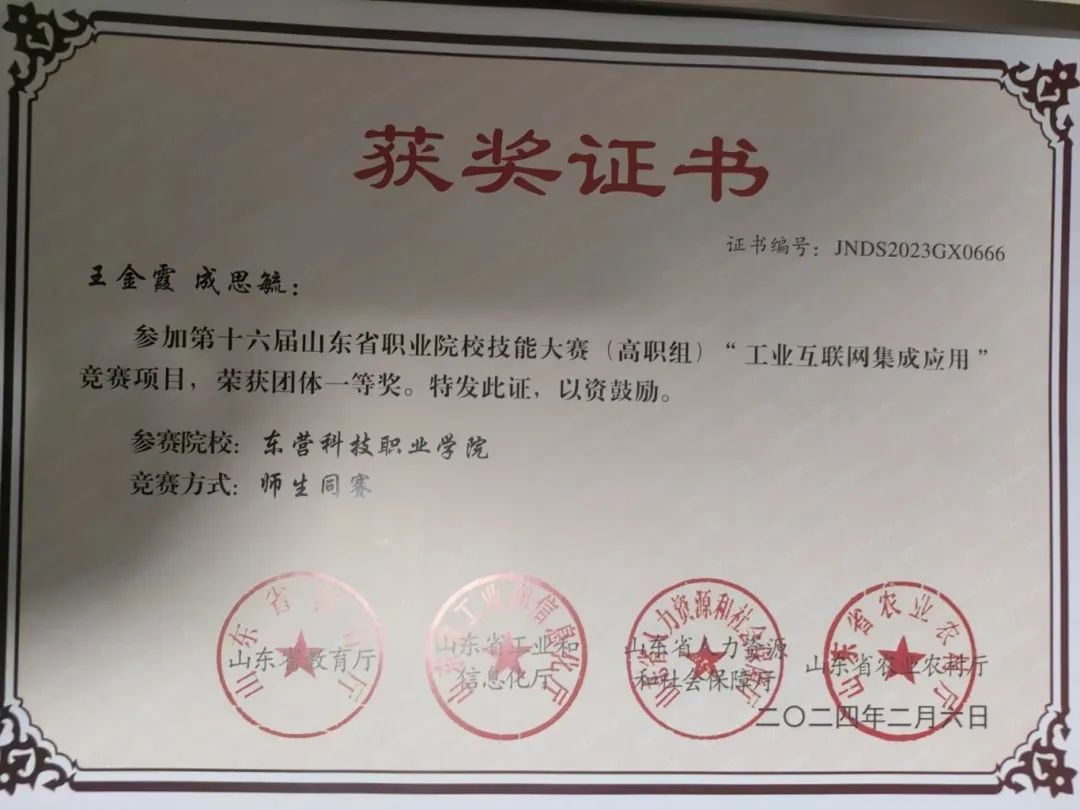 获奖证书
证书编号：JNDS2023GX0666
王金霞 成思毓：
参加第十六届山东省职业院校技能大赛（高职组）“工业互联网集成应用”
竞赛项目，荣获团体一等奖。特发此证，以资鼓励。
参赛院校：东营科技职业学院
竞赛方式：师生同赛
山东省教育厅
山东省工业和
信息化厅
山东省人力资源
和社会保障厅
山东省农业农村厅
二〇二四年二月六日